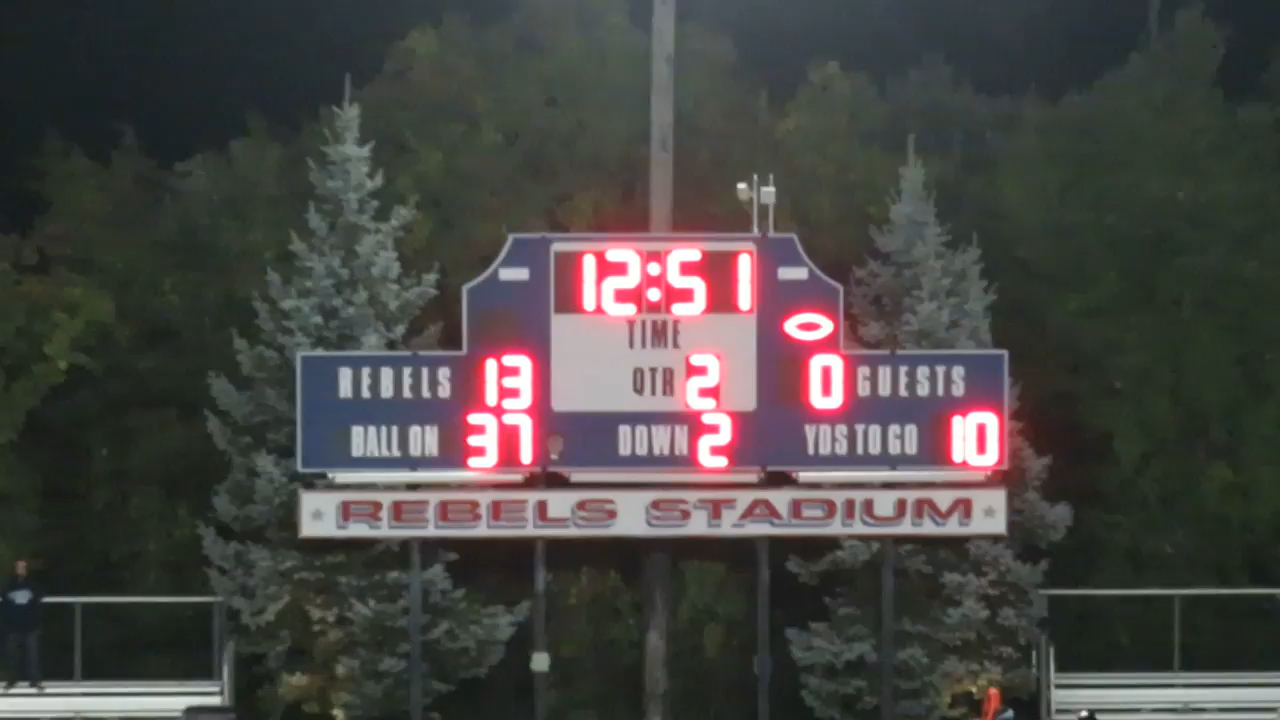 12:51
TIME
REBELS 13 QTR 2 0 GUESTS
BALL ON 37 DOWN 2 YDS TO GO 10
REBELS STADIUM